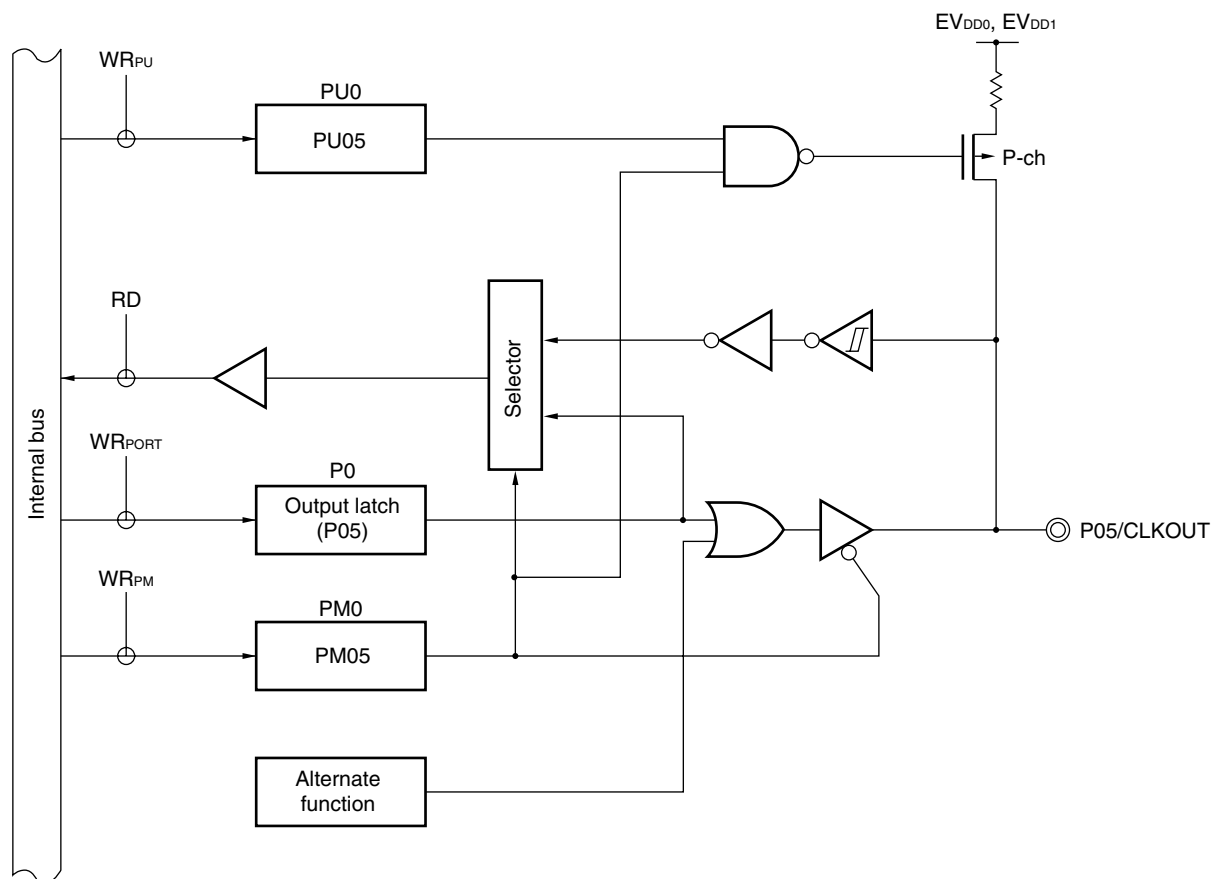 EVDD0, EVDD1
WRPU
PU0
PU05
P-ch
RD
Selector
Internal bus
WRPORT
P0
Output latch
(P05)
P05/CLKOUT
WRPM
PM0
PM05
Alternate
function